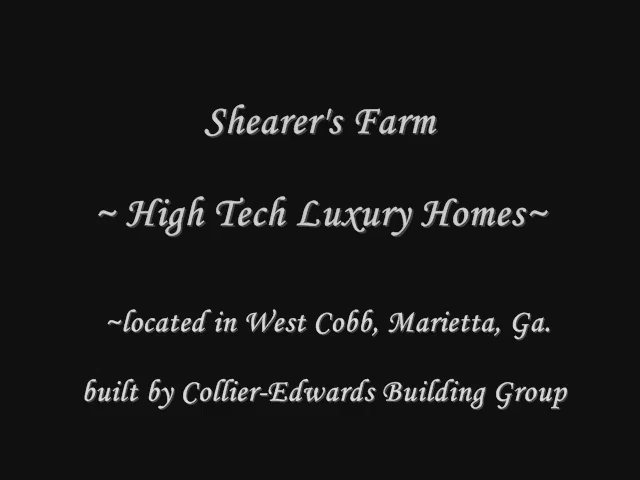 Shearer's Farm
~ High Tech Luxury Homes~
~located in West Cobb, Marietta, Ga.
built by Collier-Edwards Building Group